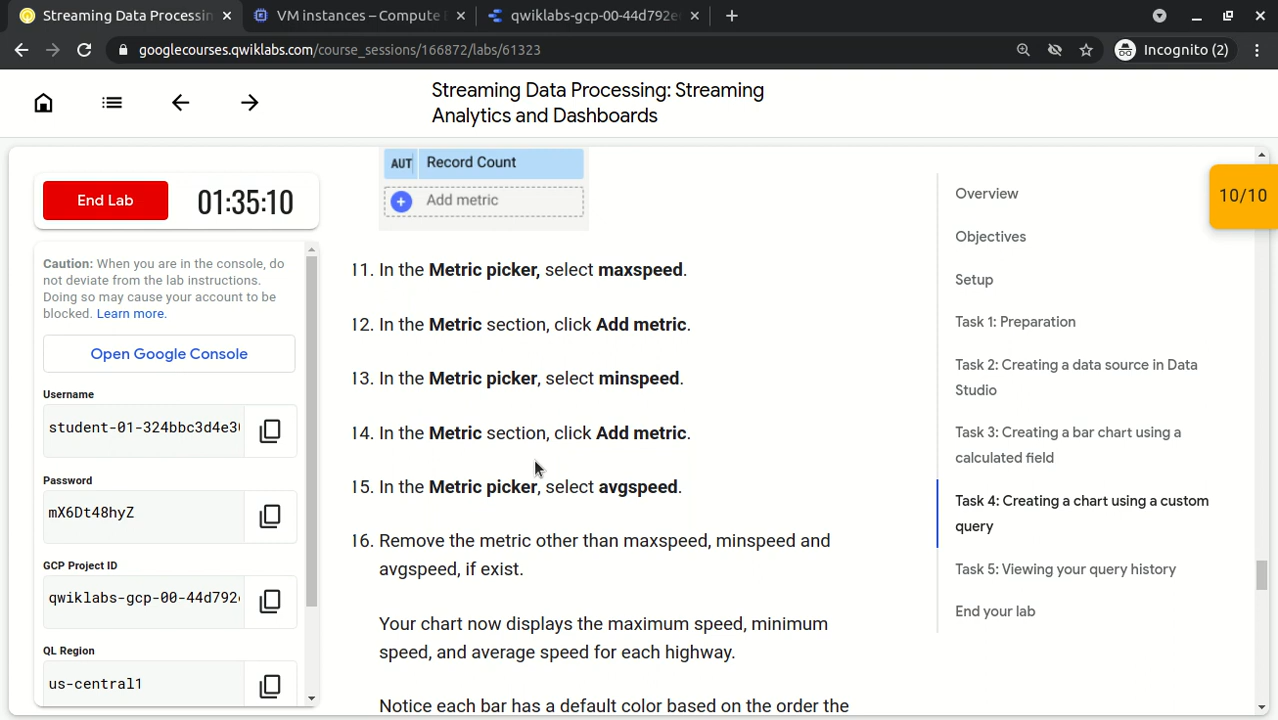 Streaming Data Processin
VM instances – Compute
qwiklabs-gcp-00-44d792e
googlecourses.qwiklabs.com/course_sessions/166872/labs/61323
Incognito (2)
Streaming Data Processing: Streaming
Analytics and Dashboards
End Lab
01:35:10
Caution: When you are in the console, do
not deviate from the lab instructions.
Doing so may cause your account to be
blocked. Learn more.
Open Google Console
Username
student-01-324bbc3d4e3
Password
mX6Dt48hyZ
GCP Project ID
qwiklabs-gcp-00-44d792
QL Region
us-central1
AUT Record Count
Add metric
11. In the Metric picker, select maxspeed.
12. In the Metric section, click Add metric.
13. In the Metric picker, select minspeed.
14. In the Metric section, click Add metric.
15. In the Metric picker, select avgspeed.
16. Remove the metric other than maxspeed, minspeed and
avgspeed, if exist.
Your chart now displays the maximum speed, minimum
speed, and average speed for each highway.
Notice each bar has a default color based on the order the
Overview
Objectives
Setup
Task 1: Preparation
Task 2: Creating a data source in Data
Studio
Task 3: Creating a bar chart using a
calculated field
Task 4: Creating a chart using a custom
query
Task 5: Viewing your query history
End your lab
10/10